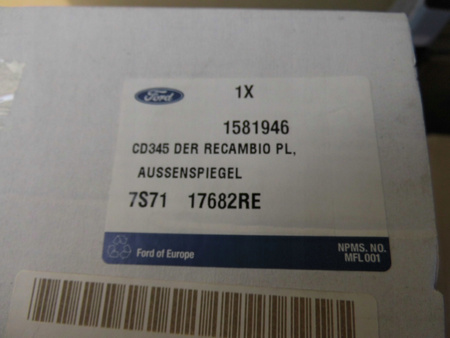 Ford
1X
1581946
CD345 DER RECAMBIO PL,
AUSSENSPIEGEL
7S71 17682RE
Ford of Europe
NPMS. NO.
MFL001